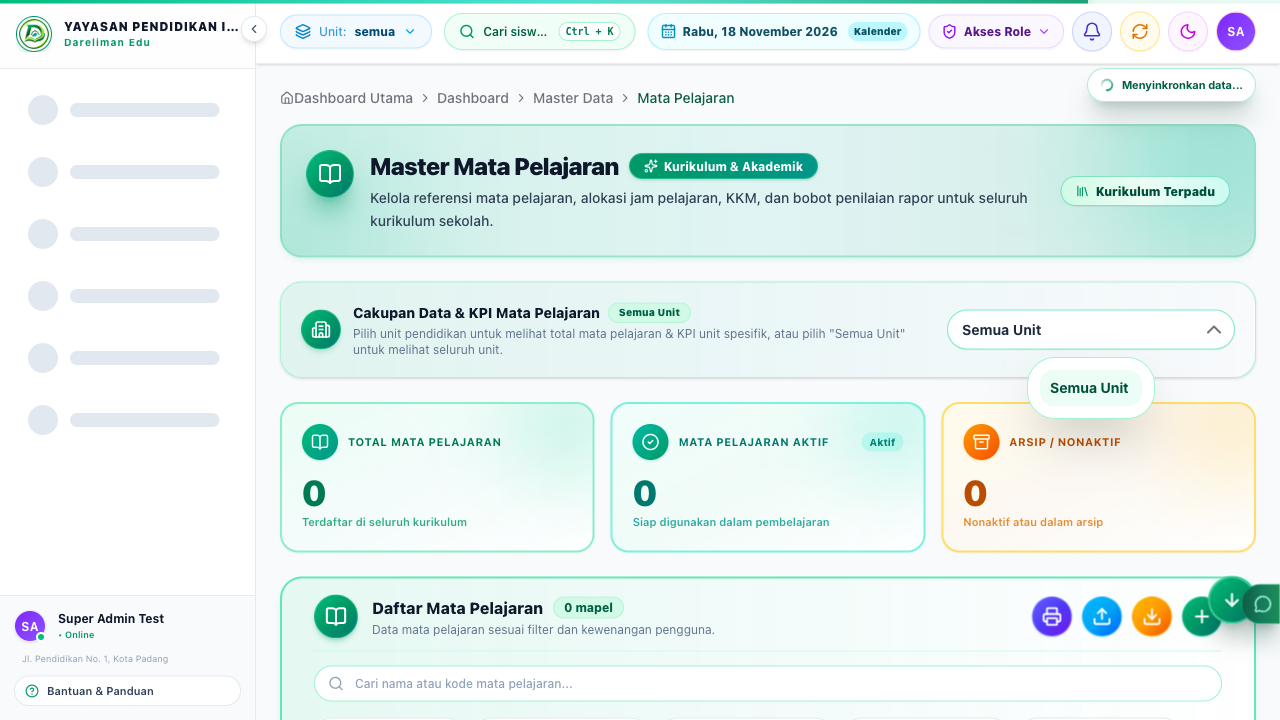 YAYASAN PENDIDIKAN I...
Dareliman Edu
Unit: semua
Cari sisw...
Ctrl + K
Rabu, 18 November 2026
Kalender
Akses Role
SA
Menyinkronkan data...
Dashboard Utama
Dashboard
Master Data
Mata Pelajaran
Master Mata Pelajaran
Kurikulum & Akademik
Kelola referensi mata pelajaran, alokasi jam pelajaran, KKM, dan bobot penilaian rapor untuk seluruh
kurikulum sekolah.
Kurikulum Terpadu
Cakupan Data & KPI Mata Pelajaran
Semua Unit
Pilih unit pendidikan untuk melihat total mata pelajaran & KPI unit spesifik, atau pilih "Semua Unit"
untuk melihat seluruh unit.
Semua Unit
Semua Unit
TOTAL MATA PELAJARAN
0
Terdaftar di seluruh kurikulum
MATA PELAJARAN AKTIF
Aktif
0
Siap digunakan dalam pembelajaran
ARSIP / NONAKTIF
0
Nonaktif atau dalam arsip
Daftar Mata Pelajaran
0 mapel
Data mata pelajaran sesuai filter dan kewenangan pengguna.
Cari nama atau kode mata pelajaran...
SA
Super Admin Test
• Online
Jl. Pendidikan No. 1, Kota Padang
Bantuan & Panduan